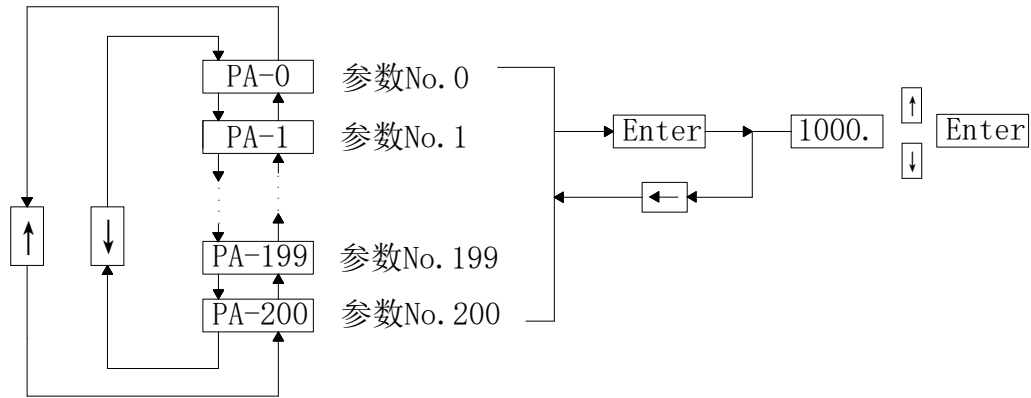 PA-0 参数No.0
PA-1 参数No.1
Enter 1000. ↑ Enter
↓
←
↑ ↓
PA-199 参数No.199
PA-200 参数No.200